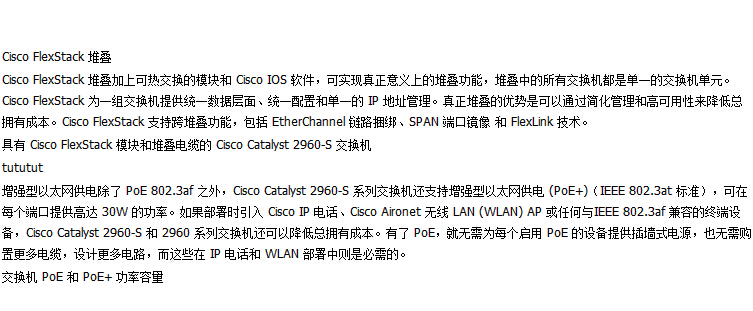 Cisco FlexStack 堆叠
Cisco FlexStack 堆叠加上可热交换的模块和 Cisco IOS 软件，可实现真正意义上的堆叠功能，堆叠中的所有交换机都是单一的交换机单元。
Cisco FlexStack 为一组交换机提供统一数据层面、统一配置和单一的 IP 地址管理。真正堆叠的优势是可以通过简化管理和高可用性来降低总
拥有成本。Cisco FlexStack 支持跨堆叠功能，包括 EtherChannel 链路捆绑、SPAN 端口镜像 和 FlexLink 技术。
具有 Cisco FlexStack 模块和堆叠电缆的 Cisco Catalyst 2960-S 交换机
tututut
增强型以太网供电除了 PoE 802.3af 之外，Cisco Catalyst 2960-S 系列交换机还支持增强型以太网供电 (PoE+)（IEEE 802.3at 标准），可在
每个端口提供高达 30W 的功率。如果部署时引入 Cisco IP 电话、Cisco Aironet 无线 LAN (WLAN) AP 或任何与IEEE 802.3af 兼容的终端设
备，Cisco Catalyst 2960-S 和 2960 系列交换机还可以降低总拥有成本。有了 PoE，就无需为每个启用 PoE 的设备提供插墙式电源，也无需购
置更多电缆，设计更多电路，而这些在 IP 电话和 WLAN 部署中则是必需的。
交换机 PoE 和 PoE+ 功率容量